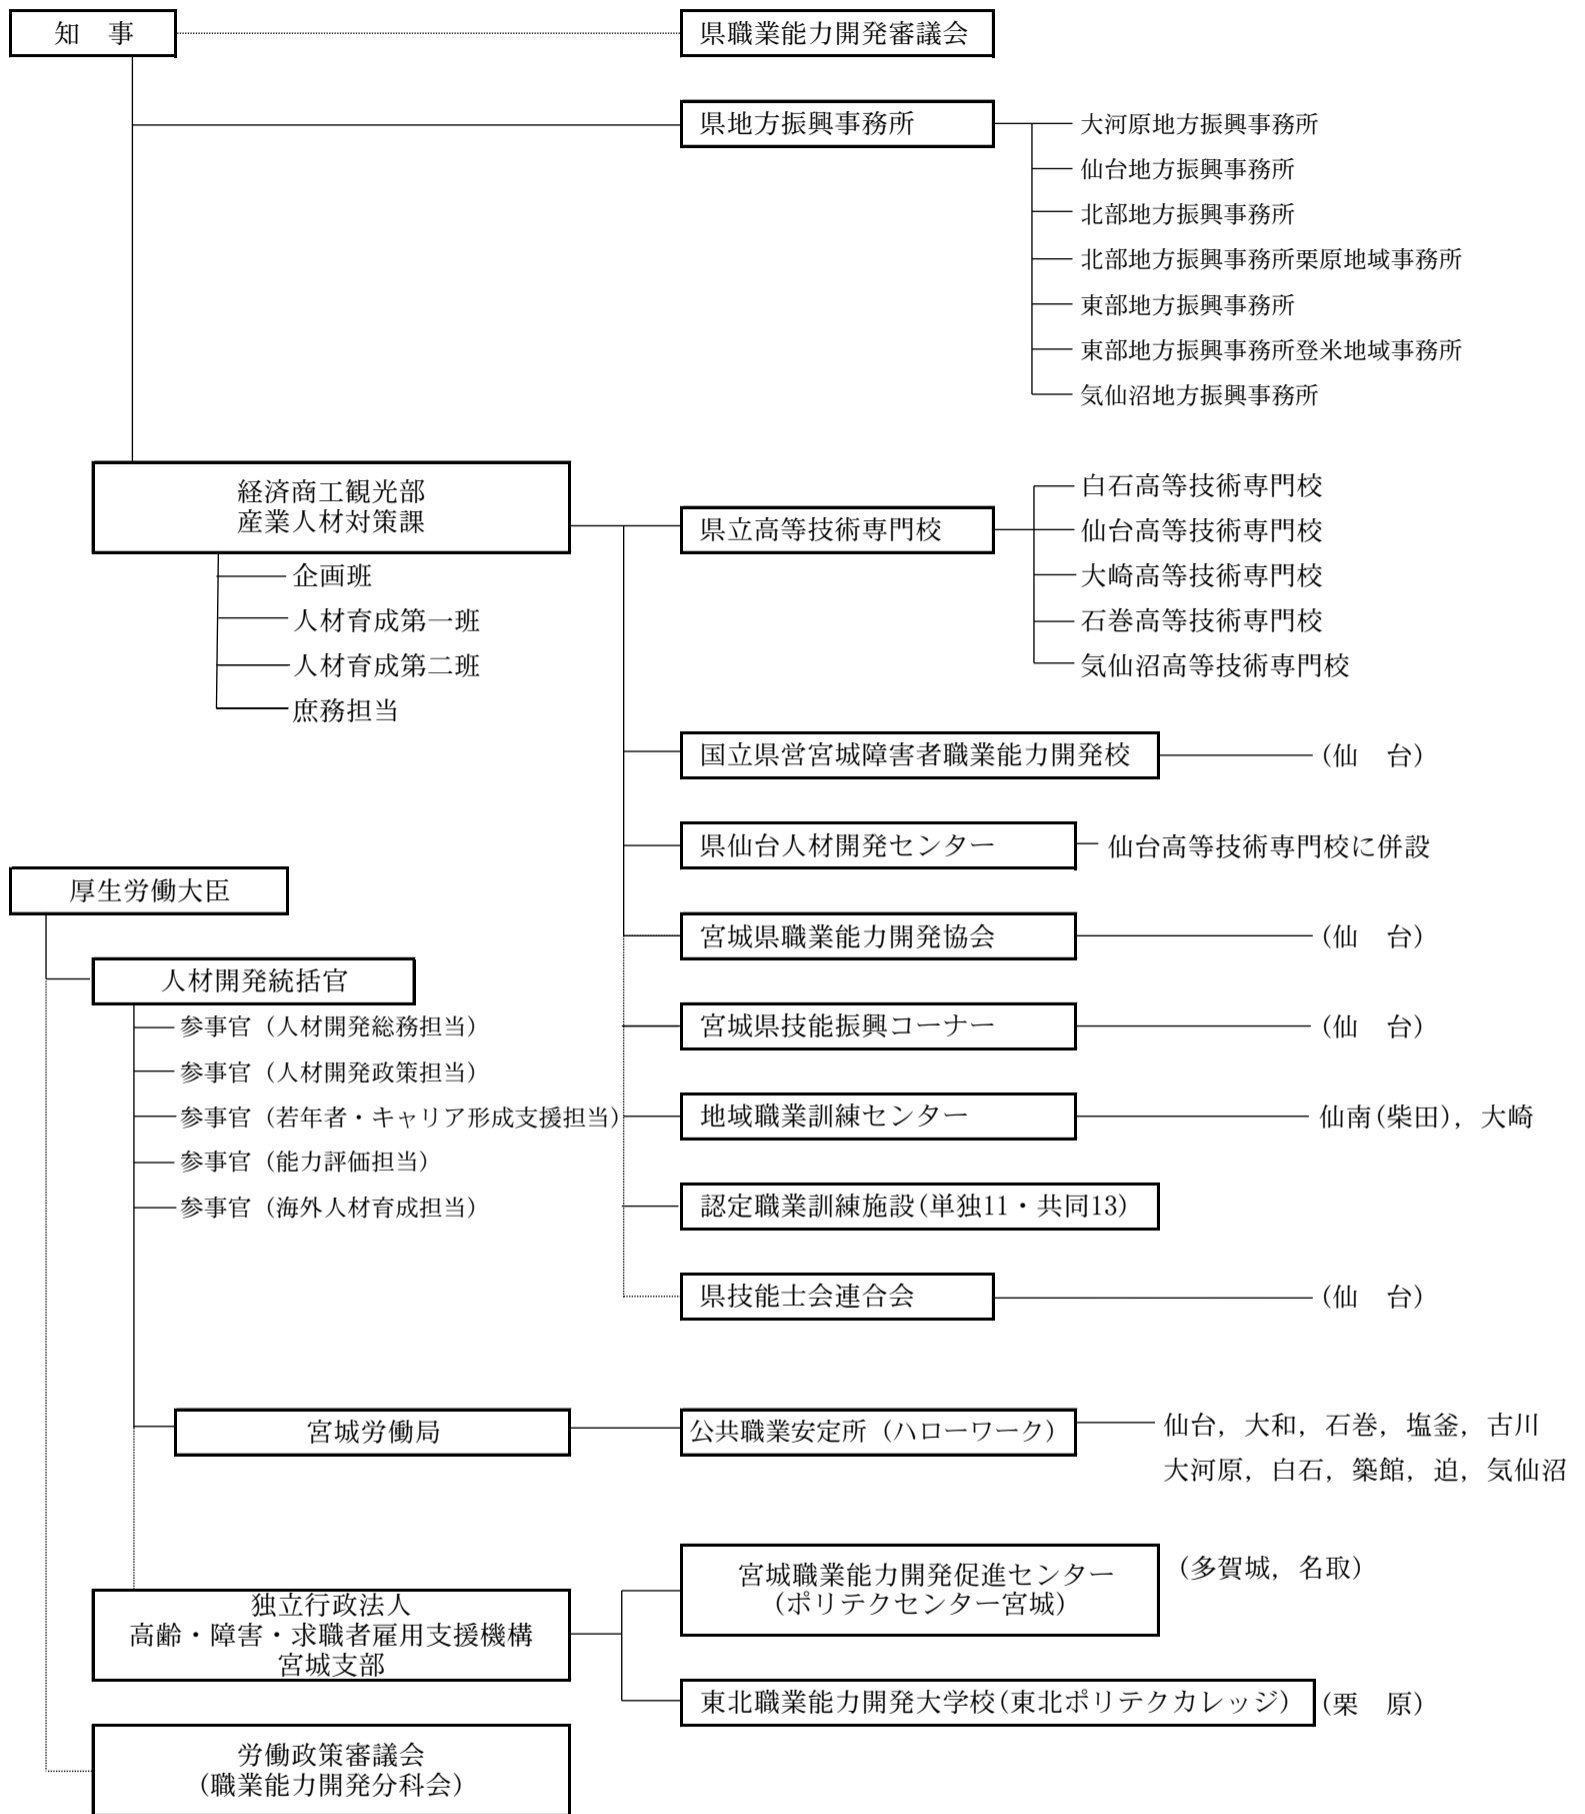 知　事
県職業能力開発審議会
県地方振興事務所
大河原地方振興事務所
仙台地方振興事務所
北部地方振興事務所
北部地方振興事務所栗原地域事務所
東部地方振興事務所
東部地方振興事務所登米地域事務所
気仙沼地方振興事務所
経済商工観光部
産業人材対策課
企画班
人材育成第一班
人材育成第二班
庶務担当
県立高等技術専門校
白石高等技術専門校
仙台高等技術専門校
大崎高等技術専門校
石巻高等技術専門校
気仙沼高等技術専門校
国立県営宮城障害者職業能力開発校
(仙　台)
県仙台人材開発センター
仙台高等技術専門校に併設
宮城県職業能力開発協会
(仙　台)
宮城県技能振興コーナー
(仙　台)
地域職業訓練センター
仙南(柴田)，大崎
認定職業訓練施設(単独11・共同13)
県技能士会連合会
(仙　台)
厚生労働大臣
人材開発統括官
参事官（人材開発総務担当）
参事官（人材開発政策担当）
参事官（若年者・キャリア形成支援担当）
参事官（能力評価担当）
参事官（海外人材育成担当）
宮城労働局
公共職業安定所（ハローワーク）
仙台，大和，石巻，塩釜，古川
大河原，白石，築館，迫，気仙沼
独立行政法人
高齢・障害・求職者雇用支援機構
宮城支部
宮城職業能力開発促進センター
(ポリテクセンター宮城)
(多賀城，名取)
東北職業能力開発大学校(東北ポリテクカレッジ)
(栗　原)
労働政策審議会
(職業能力開発分科会)